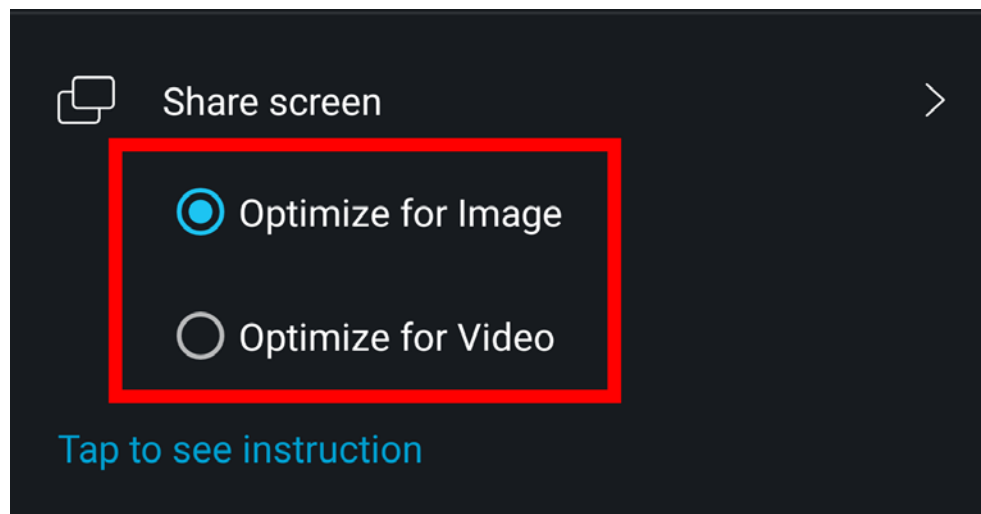 Share screen
Optimize for Image
Optimize for Video
Tap to see instruction